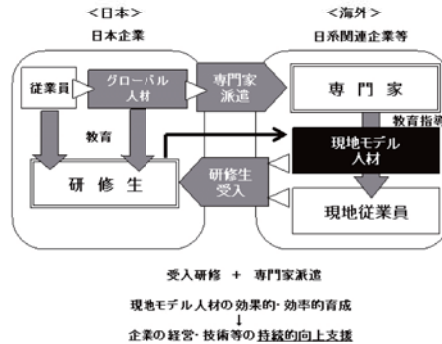 ＜日本＞
＜海外＞
日本企業
日系関連企業等
従業員
グローバル
人材
専門家
派遣
専門家
教育
教育指導
現地モデル
人材
研修生
研修生
受入
現地従業員
受入研修 ＋ 専門家派遣
現地モデル人材の効果的・効率的育成
↓
企業の経営・技術等の持続的向上支援